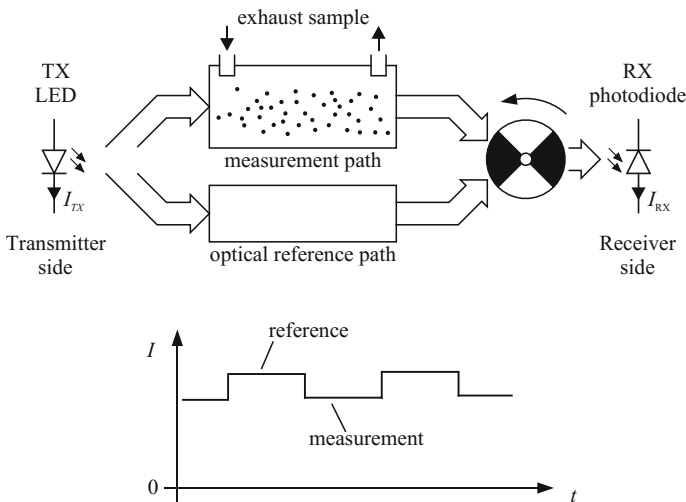 exhaust sample
TX
LED
RX
photodiode
measurement path
I_TX
I_RX
Transmitter
side
optical reference path
Receiver
side
I
reference
measurement
0
t